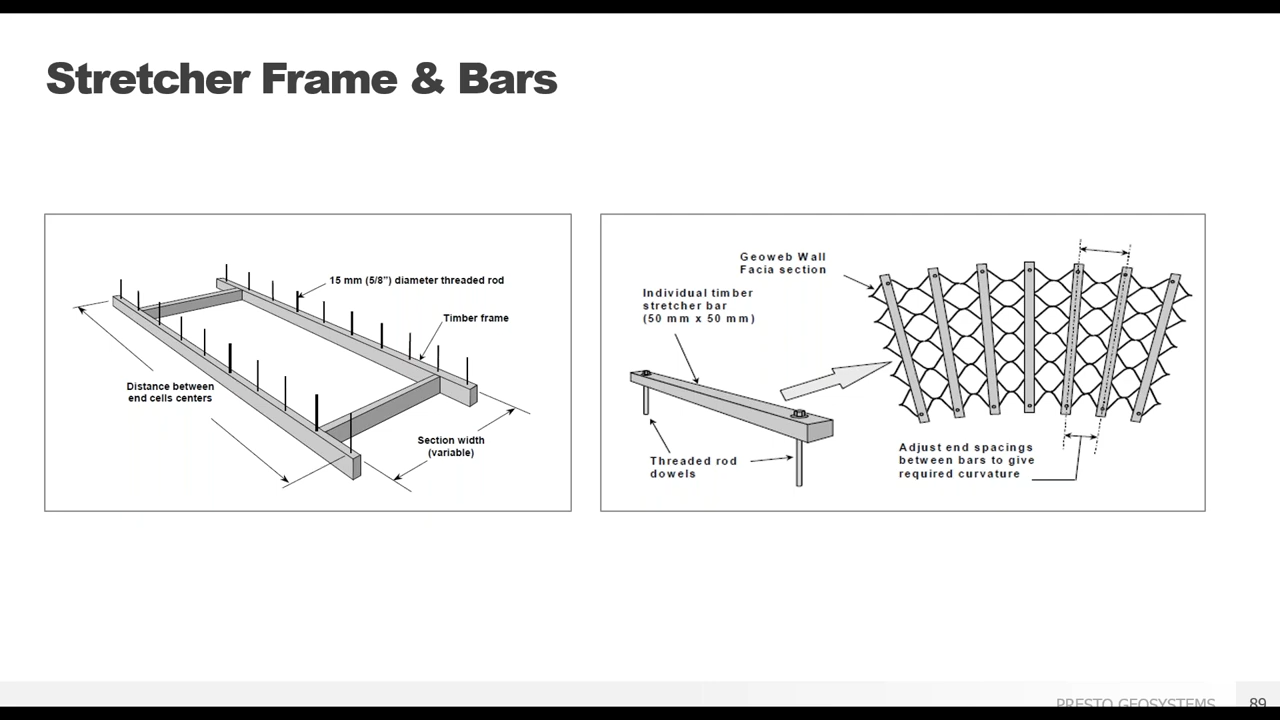 Stretcher Frame & Bars
15 mm (5/8”) diameter threaded rod
Timber frame
Distance between
end cells centers
Section width
(variable)
Geoweb Wall
Facia section
Individual timber
stretcher bar
(50 mm x 50 mm)
Threaded rod
dowels
Adjust end spacings
between bars to give
required curvature
PRESTO GEOSYSTEMS
89